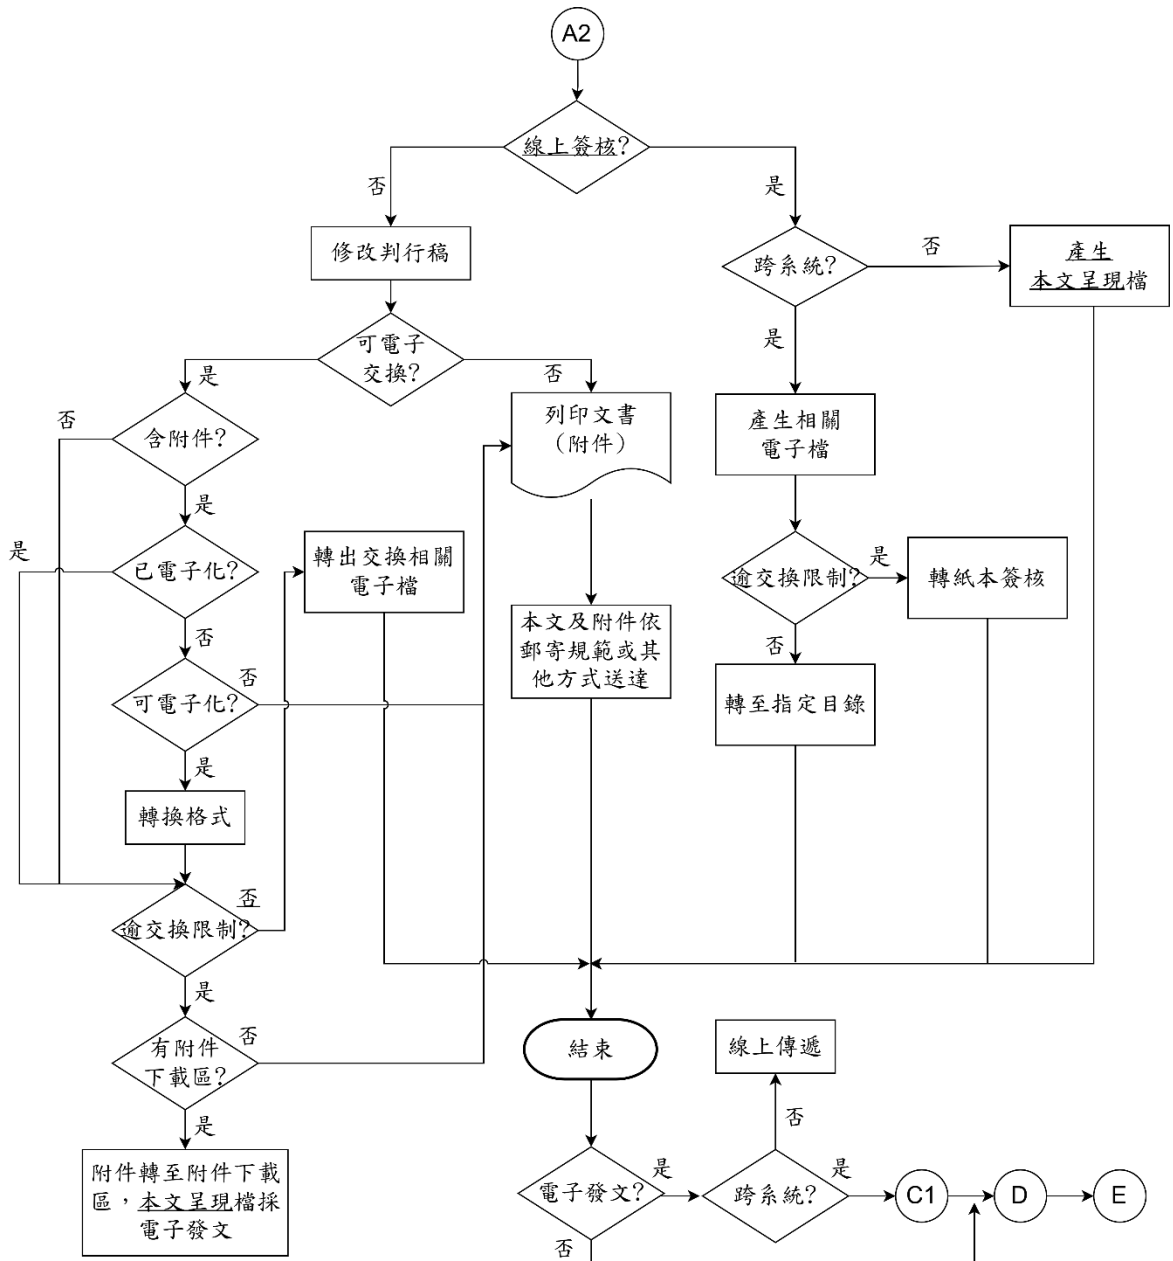 A2
線上簽核?
否
是
修改判行稿
跨系統?
否
產生
本文呈現檔
可電子
交換?
是
是
否
否
含附件?
列印文書
（附件）
產生相關
電子檔
是
是
已電子化?
轉出交換相關
電子檔
逾交換限制?
是
轉紙本簽核
否
本文及附件依
郵寄規範或其
他方式送達
否
可電子化?
否
轉至指定目錄
是
轉換格式
否
逾交換限制?
是
有附件
下載區?
否
結束
線上傳遞
否
是
附件轉至附件下載
區，本文呈現檔採
電子發文
電子發文?
是
跨系統?
是
C1
D
E
否